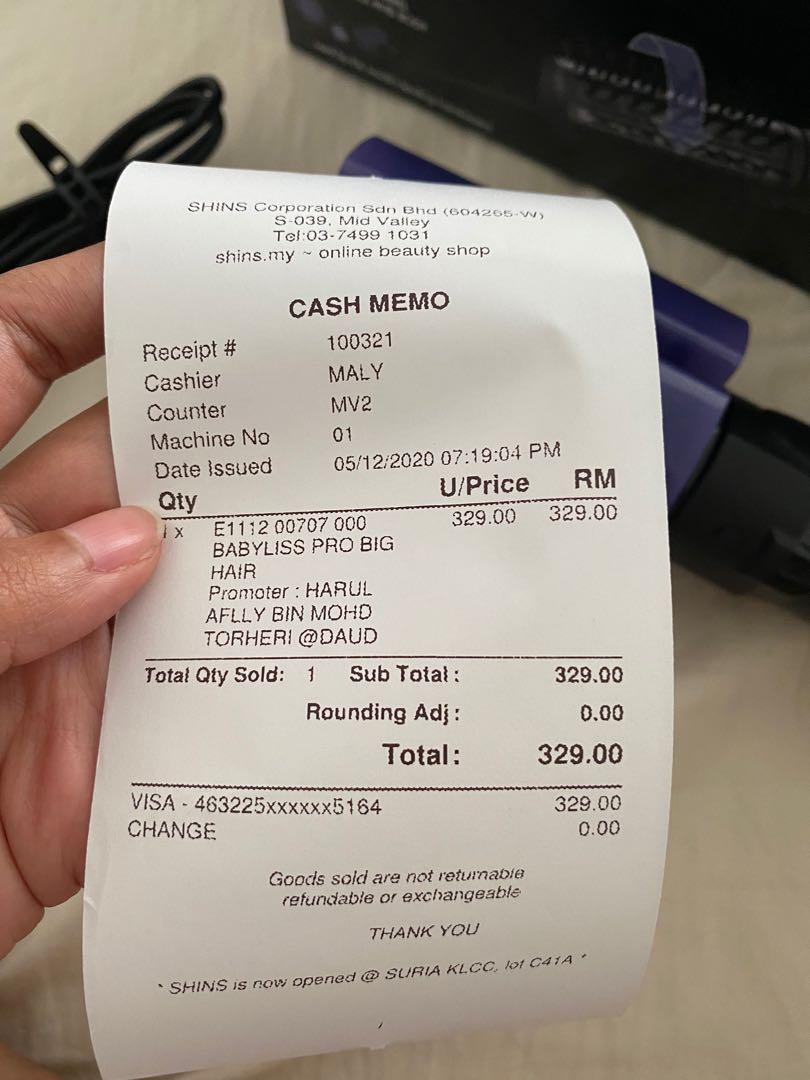 SHINS Corporation Sdn Bhd (604265-W)
S-039, Mid Valley
Tel:03-7499 1031
shins.my ~ online beauty shop
CASH MEMO
Receipt # 100321
Cashier MALY
Counter MV2
Machine No 01
Date Issued 05/12/2020 07:19:04 PM
Qty U/Price RM
1 x E1112 00707 000 329.00 329.00
BABYLISS PRO BIG
HAIR
Promoter : HARUL
AFLLY BIN MOHD
TORHERI @DAUD
Total Qty Sold: 1 Sub Total : 329.00
Rounding Adj : 0.00
Total : 329.00
VISA - 463225xxxxxx5164 329.00
CHANGE 0.00
Goods sold are not returnable
refundable or exchangeable
THANK YOU
* SHINS is now opened @ SURIA KLCC, lot C41A *